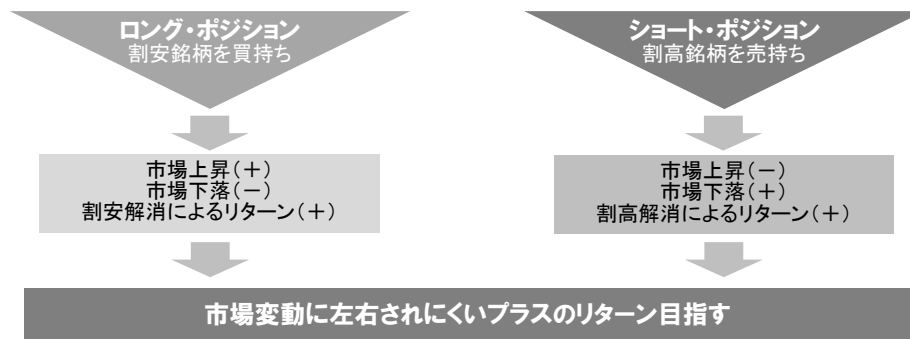 ロング・ポジション
割安銘柄を買持ち
ショート・ポジション
割高銘柄を売持ち
市場上昇(+)
市場下落(-)
割安解消によるリターン(+)
市場上昇(-)
市場下落(+)
割高解消によるリターン(+)
市場変動に左右されにくいプラスのリターン目指す